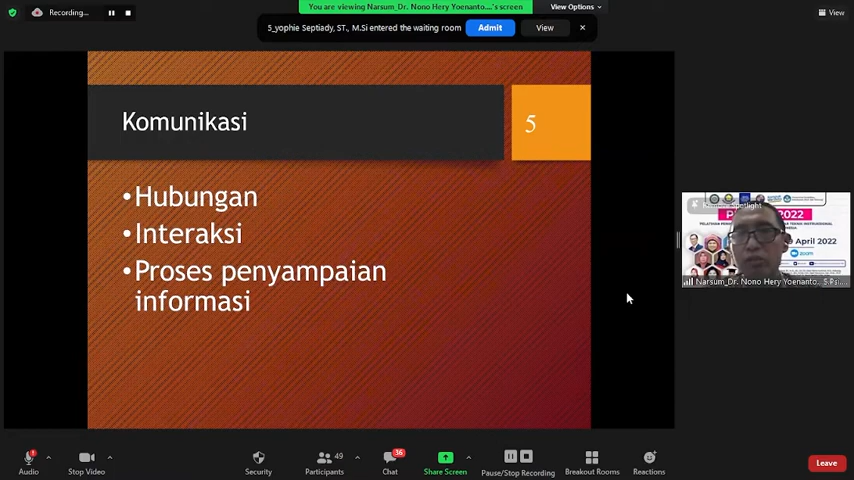 Recording...
You are viewing Narsum_Dr. Nono Hery Yoenanto....'s screen
View Options
View
5_yophie Septiady, ST., M.Si entered the waiting room
Admit
View
Komunikasi
5
•Hubungan
•Interaksi
•Proses penyampaian
informasi
2022
April 2022
zoom
Narsum_Dr. Nono Hery Yoenanto... S.Psi....
Audio
Stop Video
Security
Participants
49
Chat
36
Share Screen
Pause/Stop Recording
Breakout Rooms
Reactions
Leave